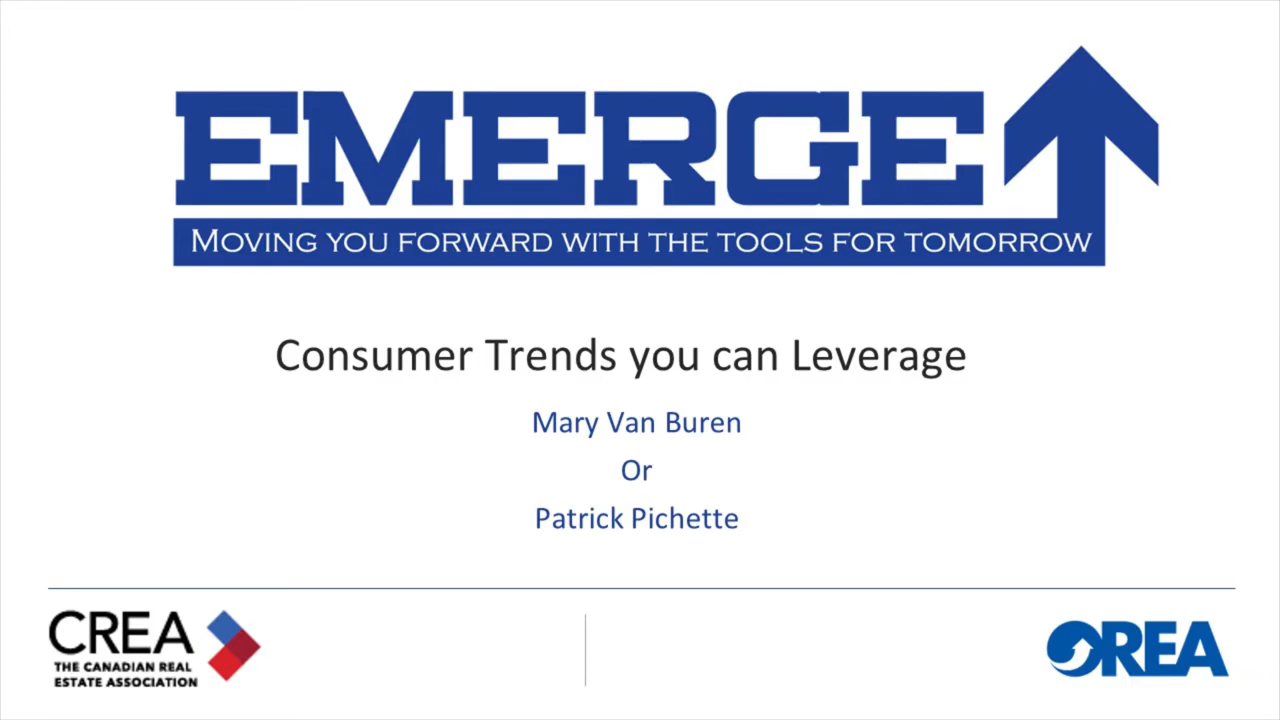 EMERGE
MOVING YOU FORWARD WITH THE TOOLS FOR TOMORROW
Consumer Trends you can Leverage
Mary Van Buren
Or
Patrick Pichette
CREA
THE CANADIAN REAL
ESTATE ASSOCIATION
OREA